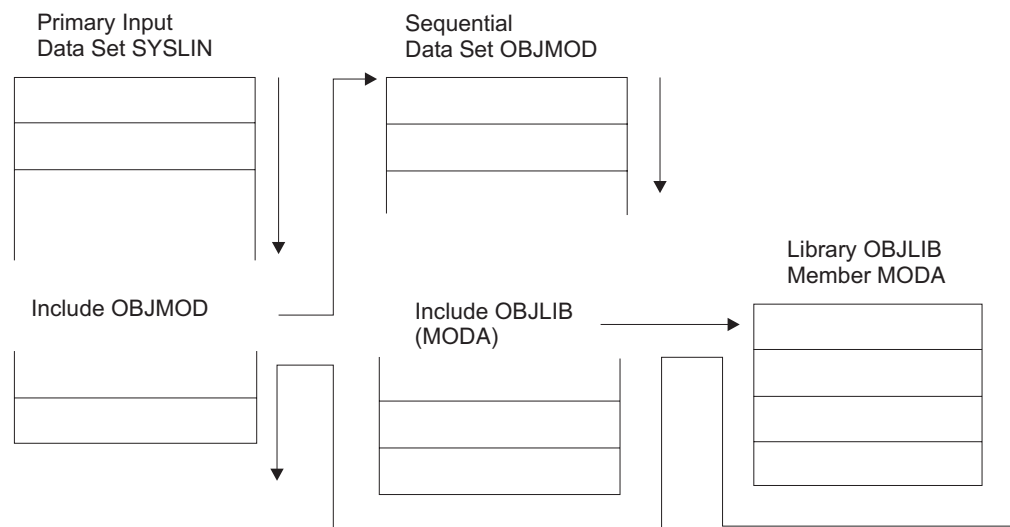 Primary Input
Data Set SYSLIN
Sequential
Data Set OBJMOD
Library OBJLIB
Member MODA
Include OBJMOD
Include OBJLIB
(MODA)